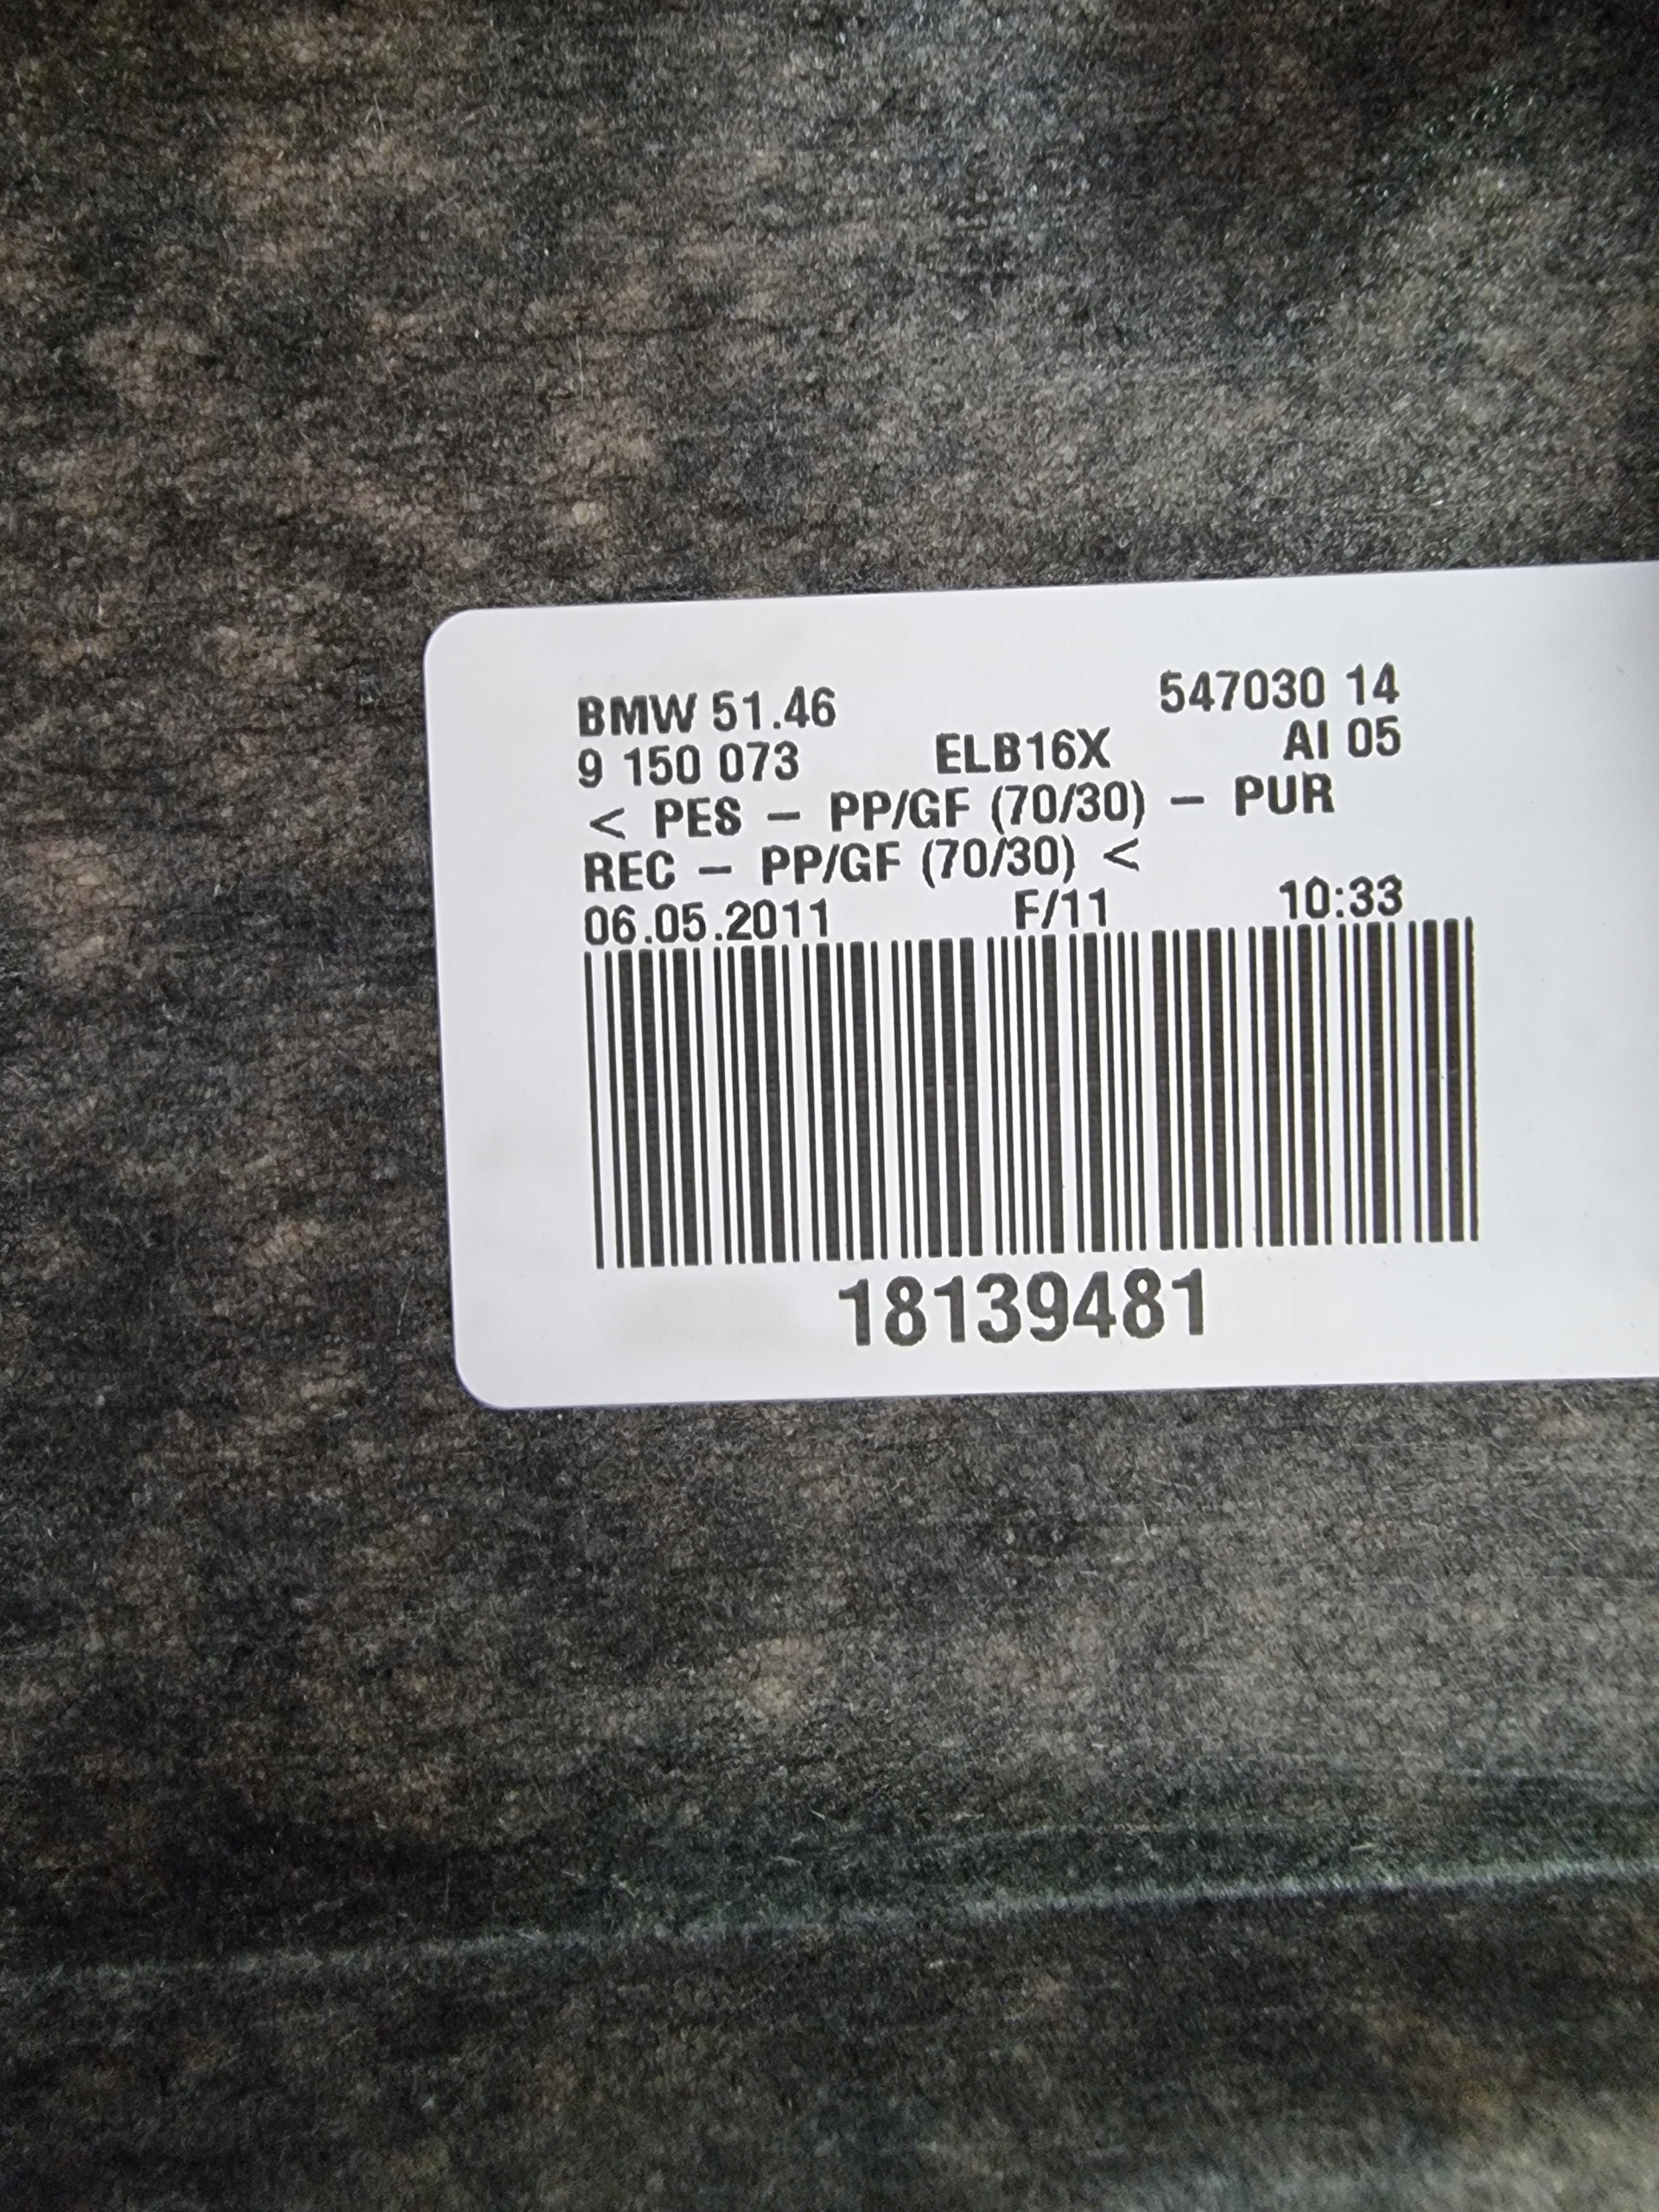 BMW 51.46 547030 14
9 150 073 ELB16X AI 05
< PES – PP/GF (70/30) – PUR
REC – PP/GF (70/30) <
06.05.2011 F/11 10:33
18139481